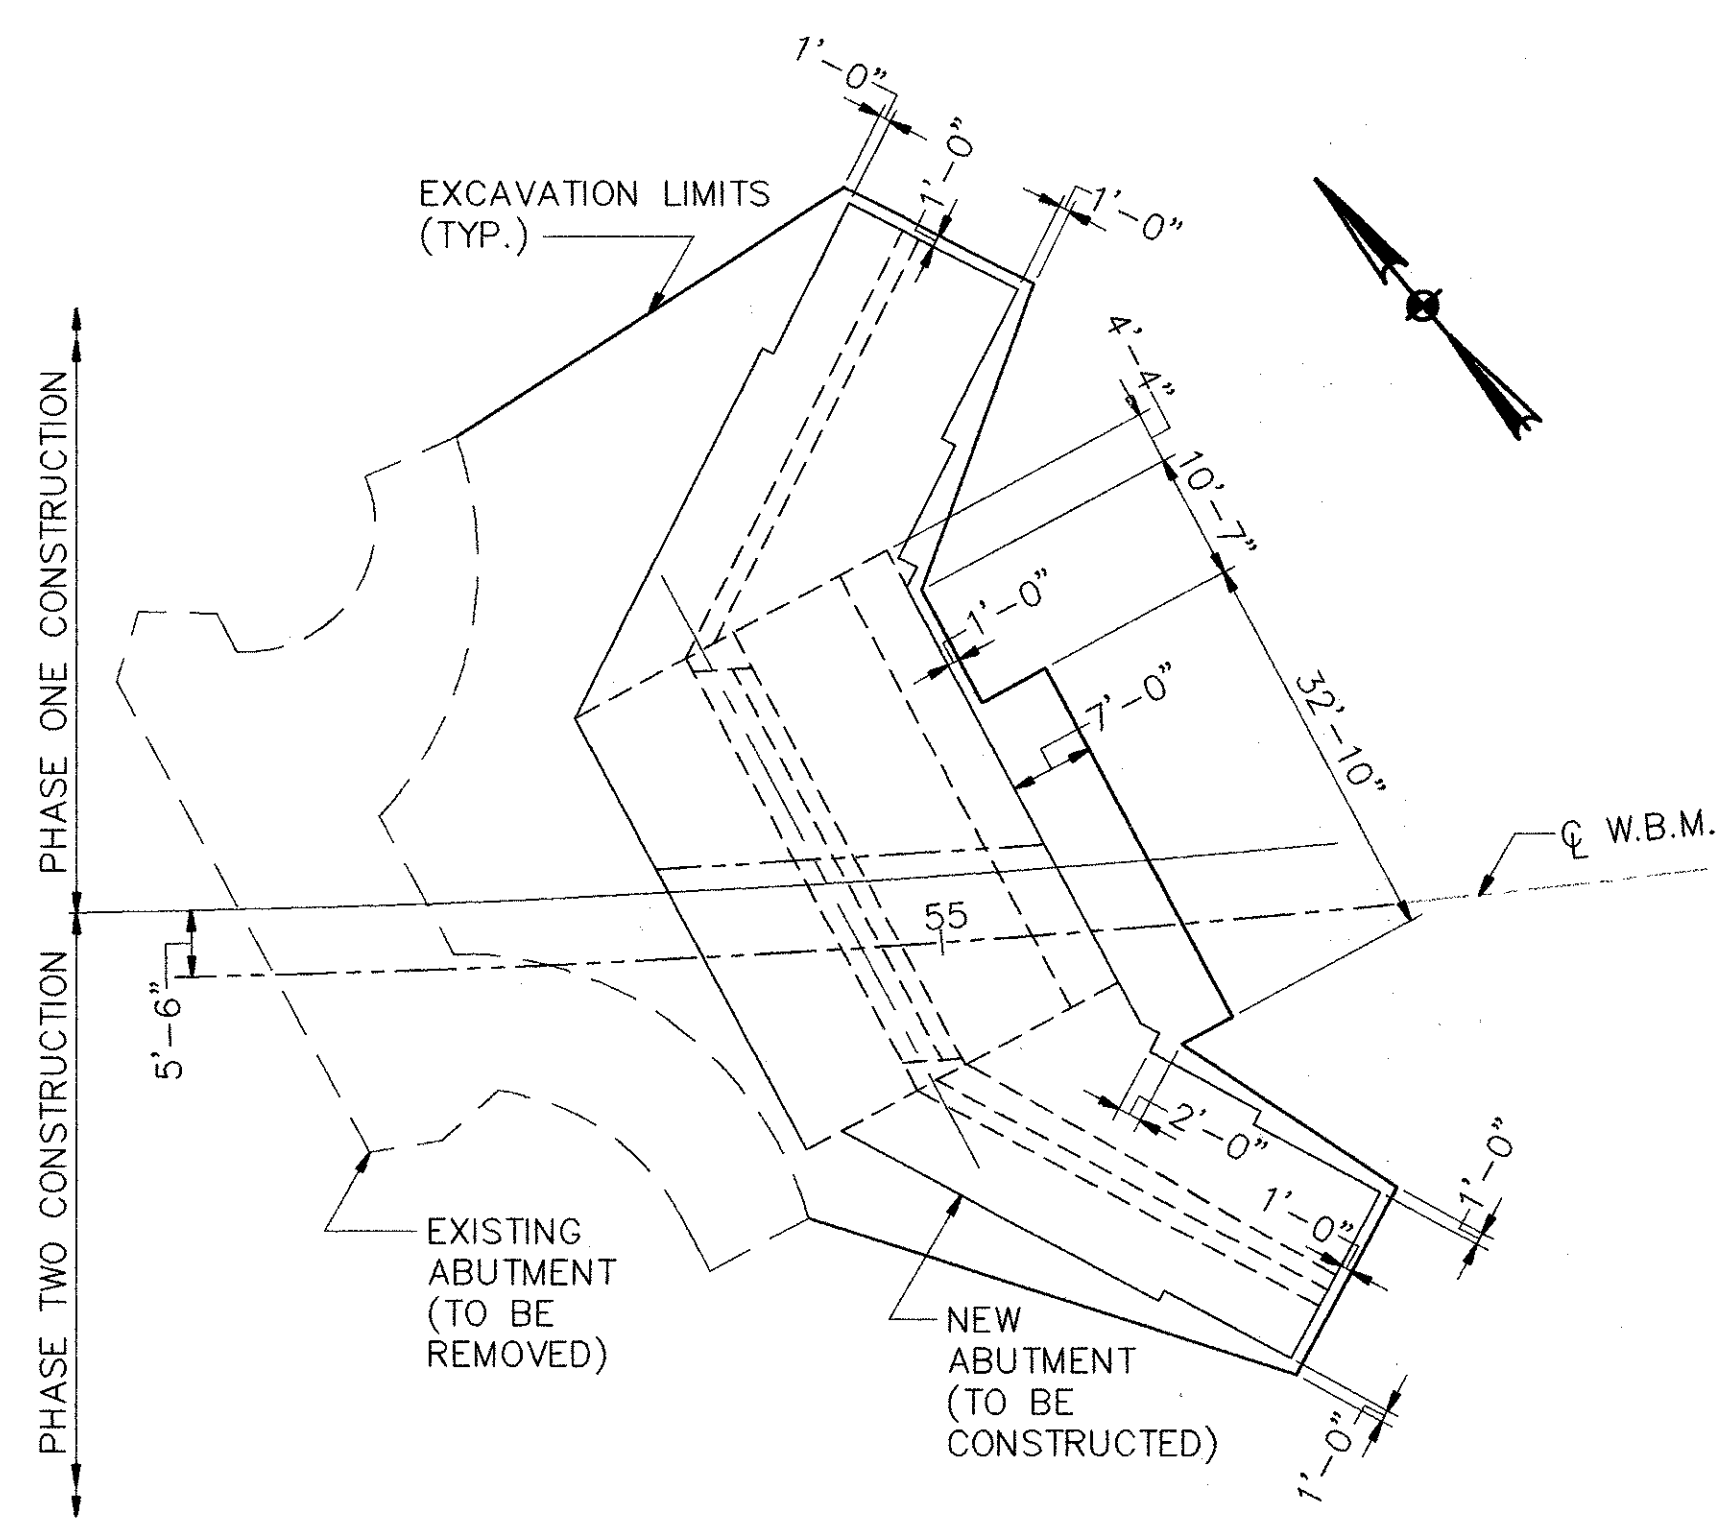 1'-0"
1'-0"
1'-0"
EXCAVATION LIMITS
(TYP.)
4'-4"
10'-7"
1'-0"
7'-0"
32'-10"
PHASE ONE CONSTRUCTION
℄ W.B.M.
55
5'-6"
PHASE TWO CONSTRUCTION
2'-0"
1'-0"
1'-0"
EXISTING
ABUTMENT
(TO BE
REMOVED)
NEW
ABUTMENT
(TO BE
CONSTRUCTED)
1'-0"